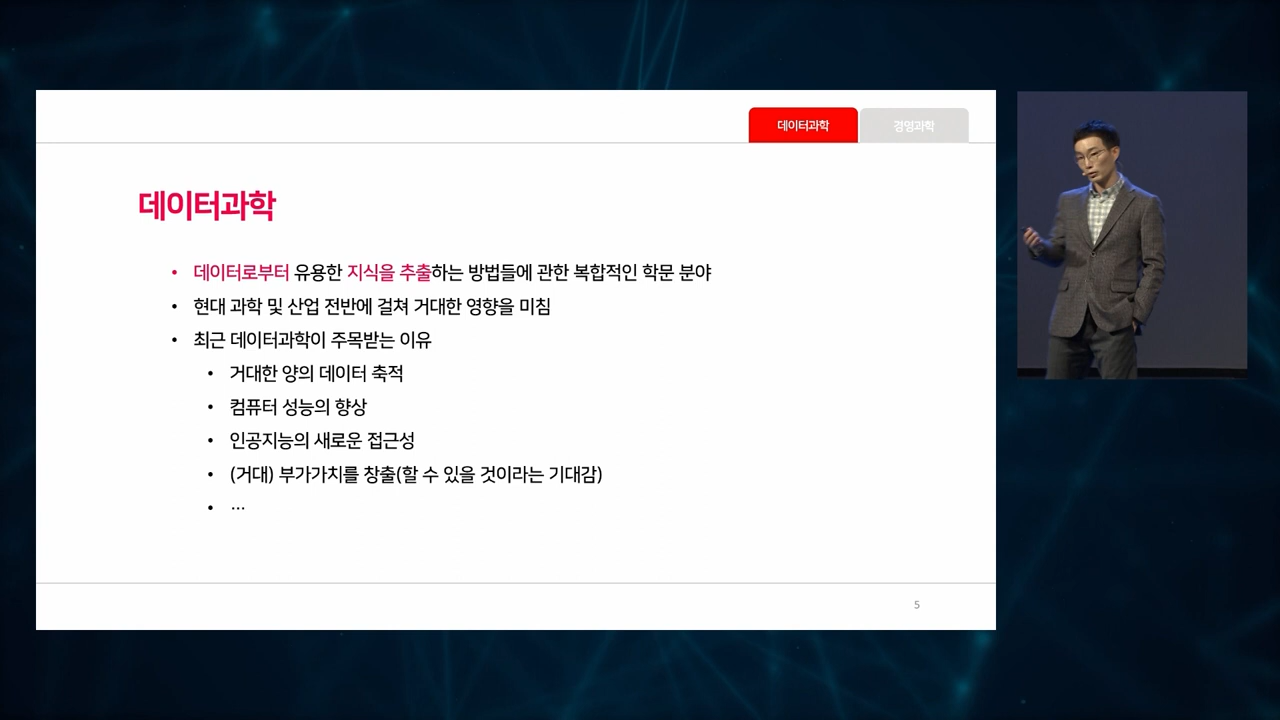 데이터과학
경영과학
데이터과학
• 데이터로부터 유용한 지식을 추출하는 방법들에 관한 복합적인 학문 분야
• 현대 과학 및 산업 전반에 걸쳐 거대한 영향을 미침
• 최근 데이터과학이 주목받는 이유
• 거대한 양의 데이터 축적
• 컴퓨터 성능의 향상
• 인공지능의 새로운 접근성
• (거대) 부가가치를 창출(할 수 있을 것이라는 기대감)
• ...
5